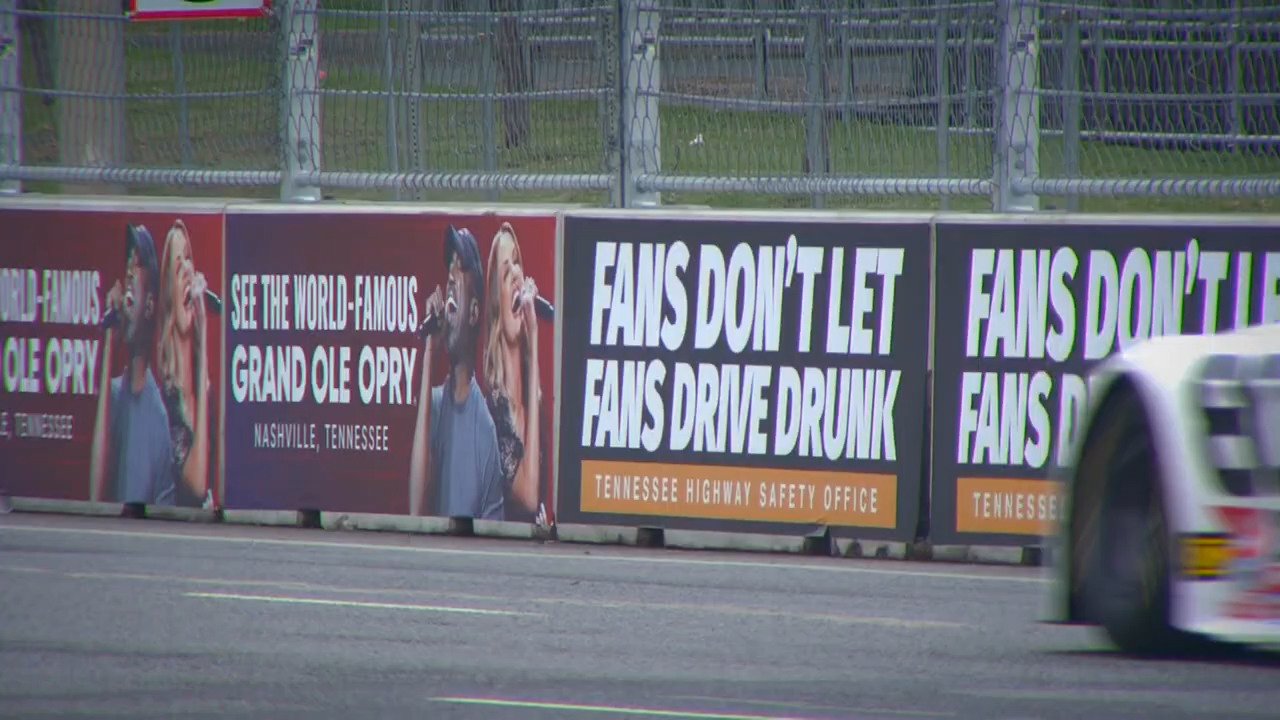 ORLD-FAMOUS
OLE OPRY
E, TENNESSEE
SEE THE WORLD-FAMOUS
GRAND OLE OPRY.
NASHVILLE, TENNESSEE
FANS DON'T LET
FANS DRIVE DRUNK
TENNESSEE HIGHWAY SAFETY OFFICE
FANS DON'T LE
FANS D
TENNESSE